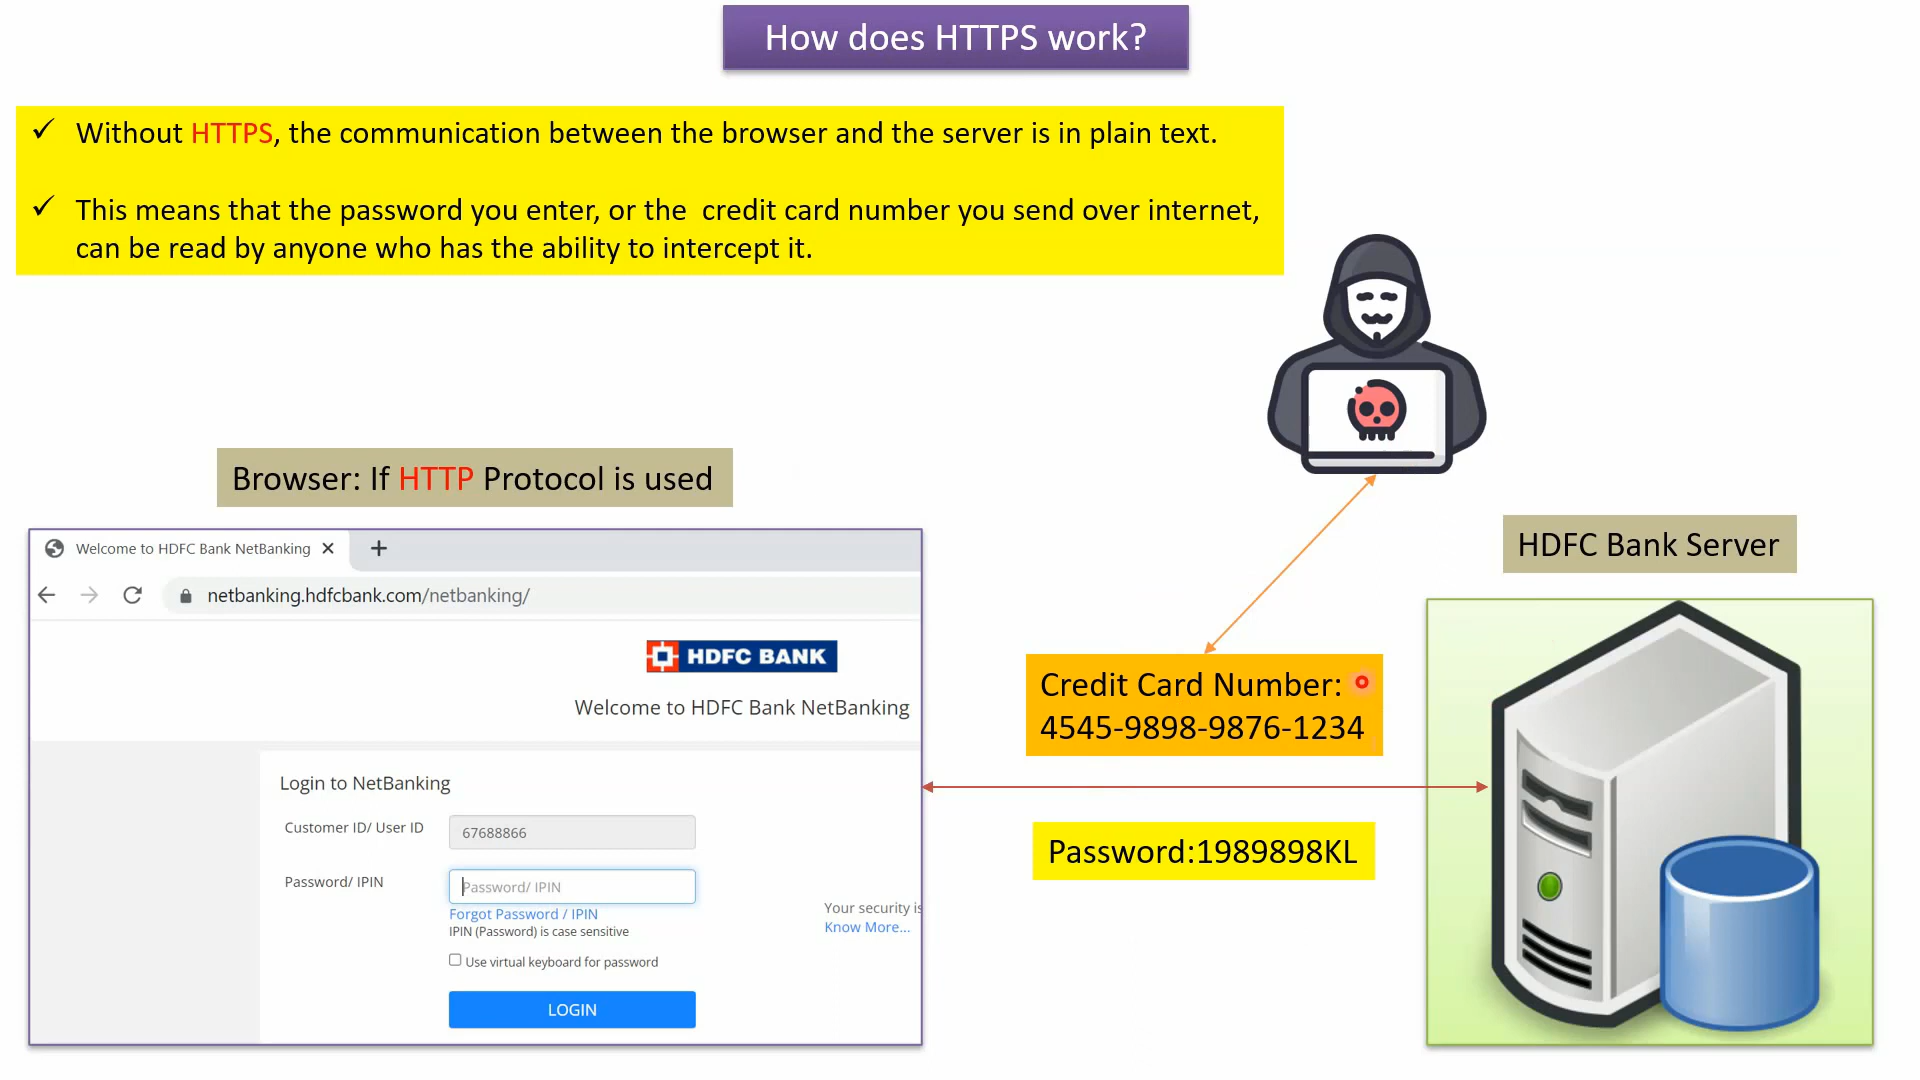 How does HTTPS work?
✓ Without HTTPS, the communication between the browser and the server is in plain text.
✓ This means that the password you enter, or the credit card number you send over internet,
can be read by anyone who has the ability to intercept it.
Browser: If HTTP Protocol is used
Welcome to HDFC Bank NetBanking
netbanking.hdfcbank.com/netbanking/
HDFC BANK
Welcome to HDFC Bank NetBanking
Login to NetBanking
Customer ID/ User ID
67688866
Password/ IPIN
Password/ IPIN
Forgot Password / IPIN
IPIN (Password) is case sensitive
Use virtual keyboard for password
LOGIN
Your security is
Know More...
Credit Card Number:
4545-9898-9876-1234
Password:1989898KL
HDFC Bank Server